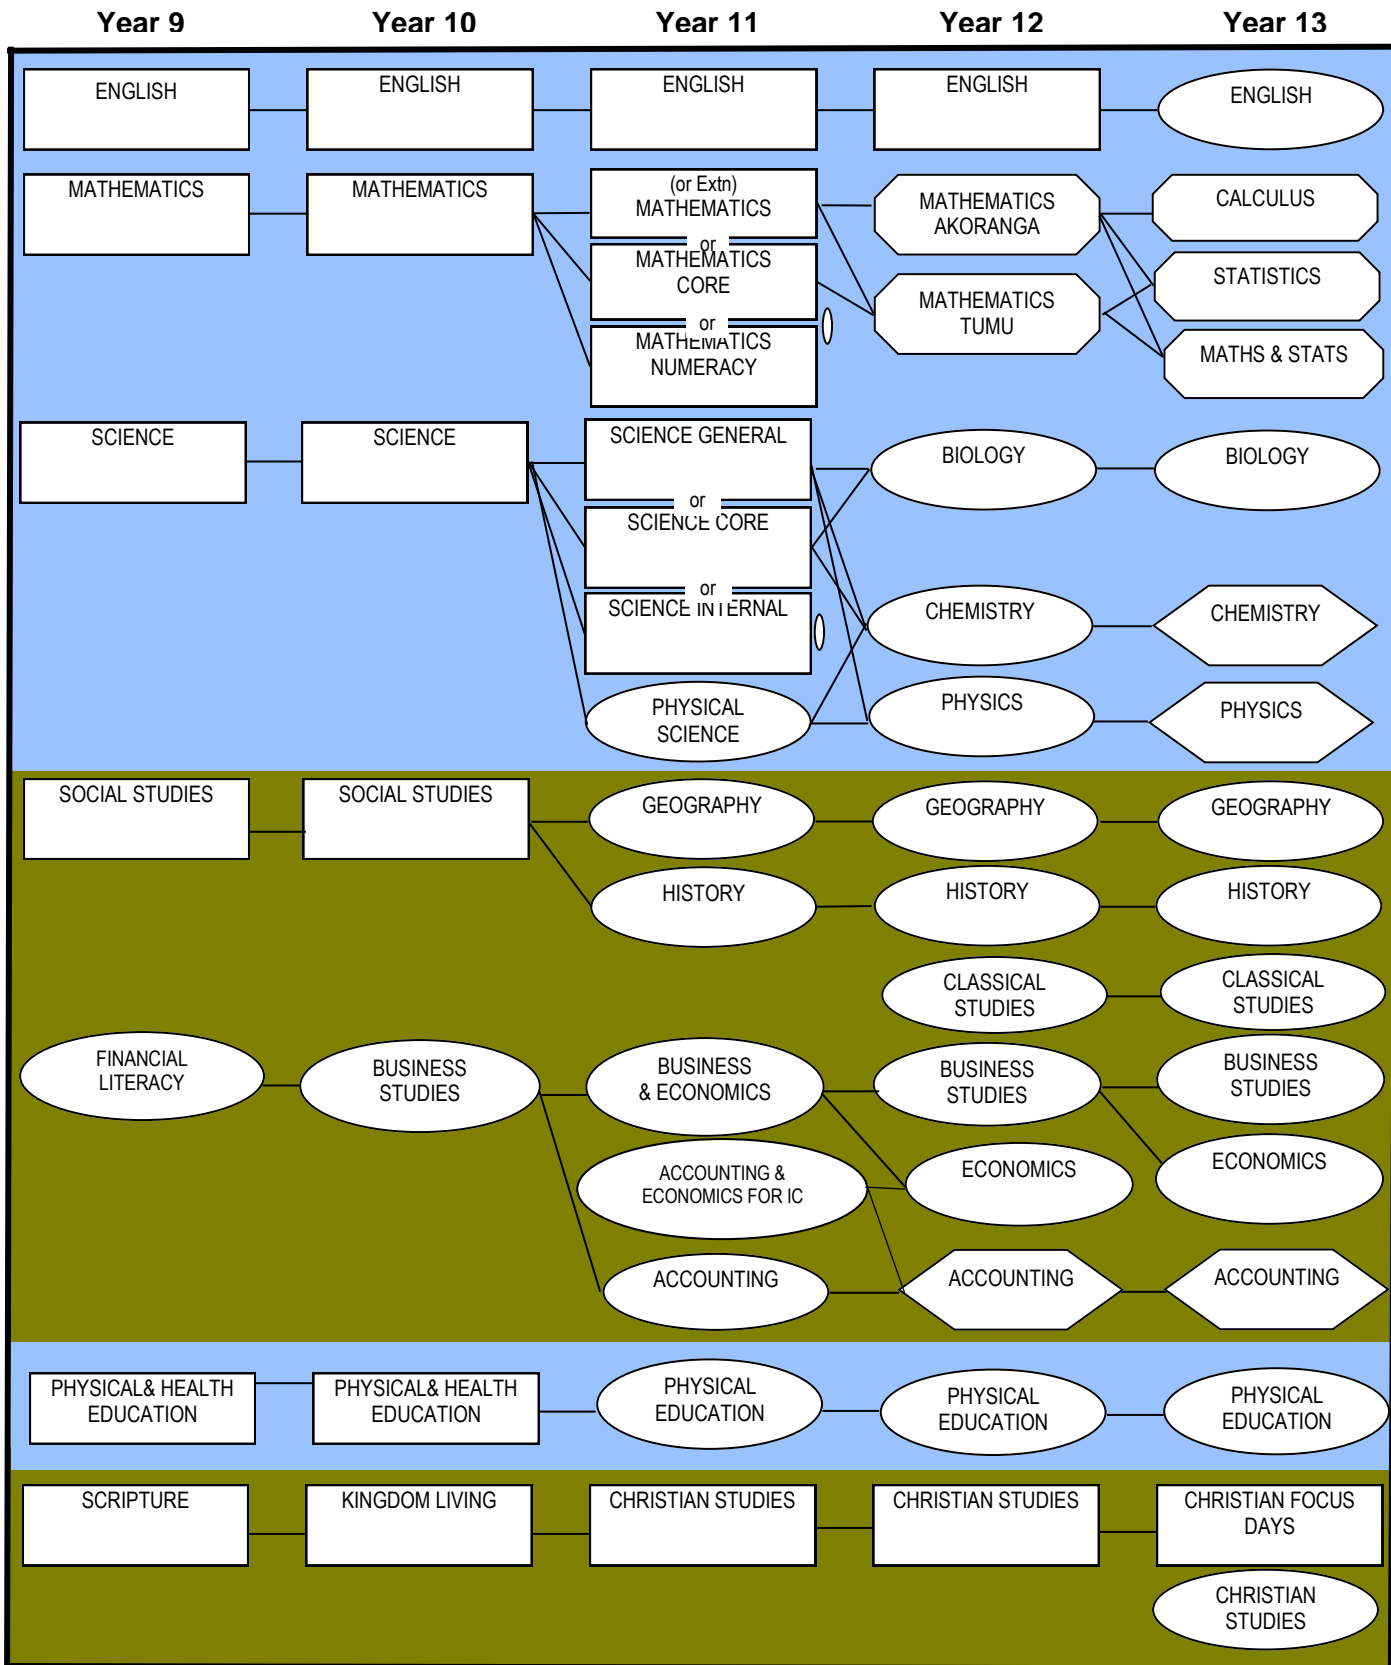 Year 9 Year 10 Year 11 Year 12 Year 13
ENGLISH ENGLISH ENGLISH ENGLISH ENGLISH
MATHEMATICS MATHEMATICS (or Extn)
MATHEMATICS
or
MATHEMATICS
CORE
or
MATHEMATICS
NUMERACY
MATHEMATICS
AKORANGA
MATHEMATICS
TUMU
CALCULUS
STATISTICS
MATHS & STATS
SCIENCE SCIENCE SCIENCE GENERAL
or
SCIENCE CORE
or
SCIENCE INTERNAL
PHYSICAL
SCIENCE
BIOLOGY BIOLOGY
CHEMISTRY CHEMISTRY
PHYSICS PHYSICS
SOCIAL STUDIES SOCIAL STUDIES GEOGRAPHY GEOGRAPHY GEOGRAPHY
HISTORY HISTORY HISTORY
CLASSICAL
STUDIES
CLASSICAL
STUDIES
FINANCIAL
LITERACY
BUSINESS
STUDIES
BUSINESS
& ECONOMICS
BUSINESS
STUDIES
BUSINESS
STUDIES
ACCOUNTING &
ECONOMICS FOR IC
ECONOMICS ECONOMICS
ACCOUNTING ACCOUNTING ACCOUNTING
PHYSICAL& HEALTH
EDUCATION
PHYSICAL& HEALTH
EDUCATION
PHYSICAL
EDUCATION
PHYSICAL
EDUCATION
PHYSICAL
EDUCATION
SCRIPTURE KINGDOM LIVING CHRISTIAN STUDIES CHRISTIAN STUDIES CHRISTIAN FOCUS
DAYS
CHRISTIAN
STUDIES